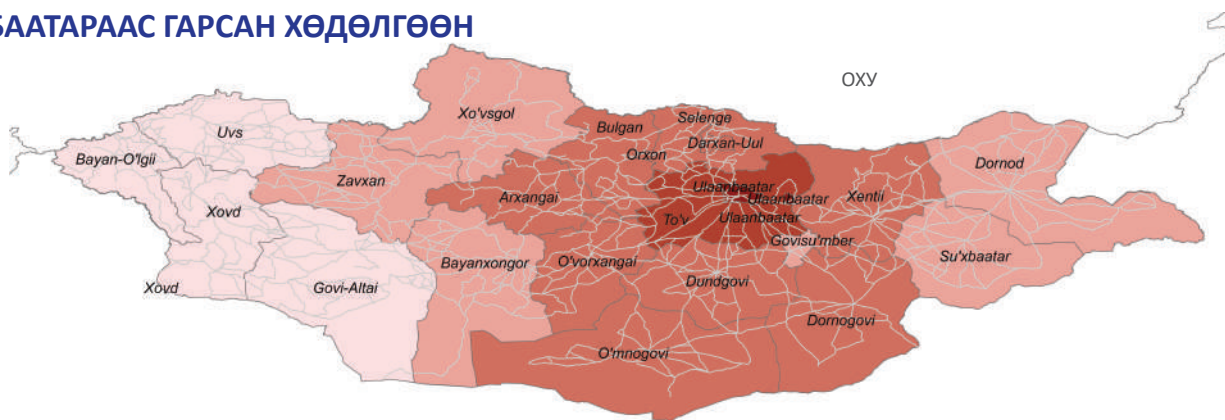 БААТАРААС ГАРСАН ХӨДӨЛГӨӨН
ОХУ
Xo'vsgol
Selenge
Bulgan
Uvs
Darxan-Uul
Orxon
Bayan-O'lgii
Dornod
Zavxan
Ulaanbaatar
Arxangai
Ulaanbaatar
Xentii
Xovd
To'v
Ulaanbaatar
Govisu'mber
O'vorxangai
Bayanxongor
Su'xbaatar
Dundgovi
Xovd
Govi-Altai
Dornogovi
O'mnogovi